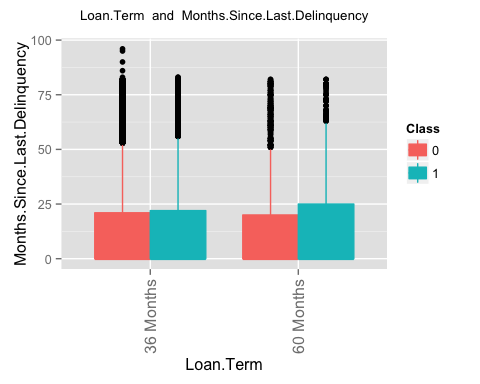 Loan.Term and Months.Since.Last.Delinquency
Months.Since.Last.Delinquency
100
75
50
25
0
36 Months
60 Months
Loan.Term
Class
0
1